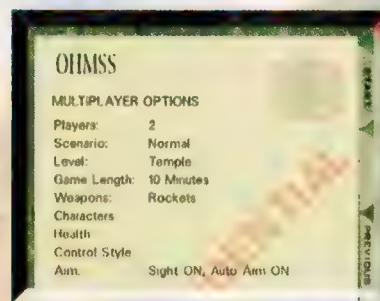 OHMSS
MULTIPLAYER OPTIONS
Players: 2
Scenario: Normal
Level: Temple
Game Length: 10 Minutes
Weapons: Rockets
Characters
Health
Control Style
Aim: Sight ON, Auto Aim ON
PREVIOUS